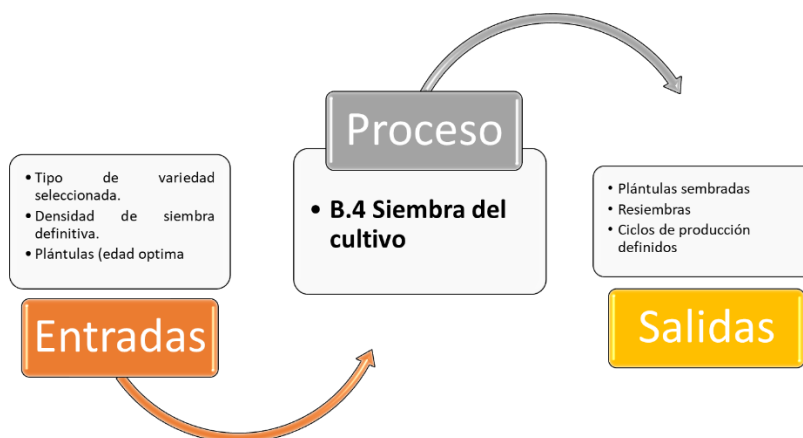 • Tipo de variedad
seleccionada.
• Densidad de siembra
definitiva.
• Plántulas (edad optima
Entradas
Proceso
• B.4 Siembra del
cultivo
• Plántulas sembradas
• Resiembras
• Ciclos de producción
definidos
Salidas